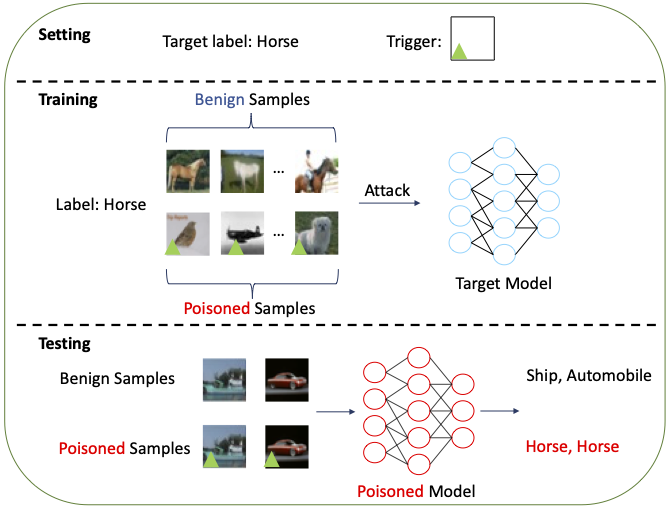 Setting
Target label: Horse
Trigger:
Training
Benign Samples
...
Label: Horse
Attack
...
Target Model
Poisoned Samples
Testing
Benign Samples
Ship, Automobile
Poisoned Samples
Horse, Horse
Poisoned Model